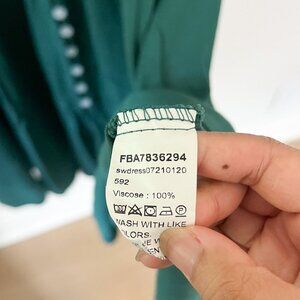 FBA7836294
swdress07210120
592
Viscose : 100%
WASH WITH LIKE
COLORS.